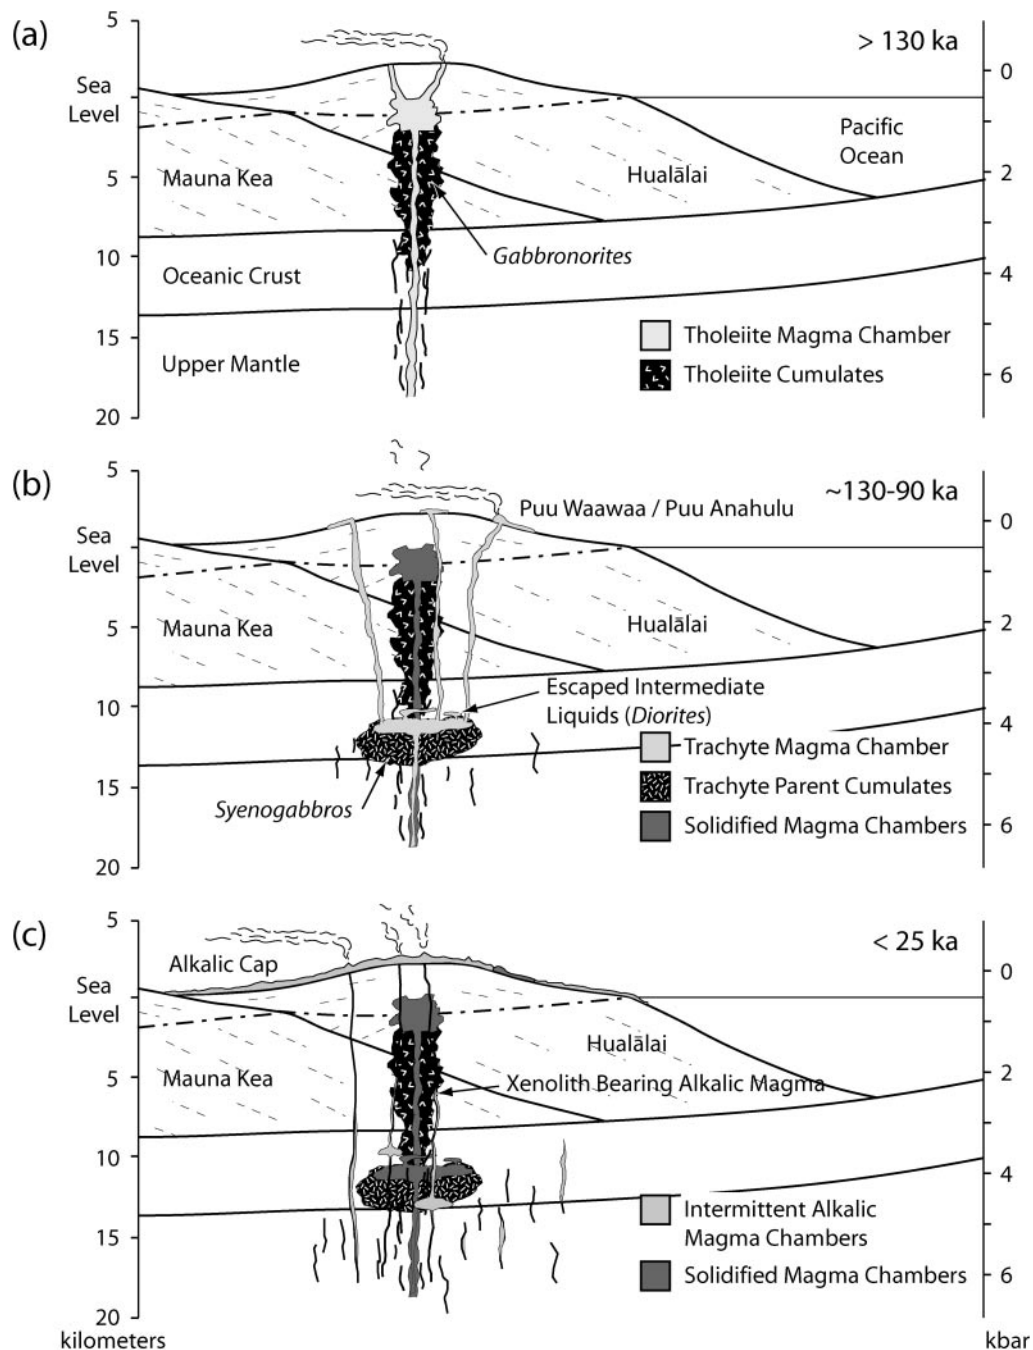 (a)
> 130 ka
5
0
Sea
Level
Pacific
Ocean
Mauna Kea
Hualālai
5
2
Gabbronorites
10
Oceanic Crust
4
15
Tholeiite Magma Chamber
Upper Mantle
Tholeiite Cumulates
6
20
(b)
~130-90 ka
5
Puu Waawaa / Puu Anahulu
0
Sea
Level
Mauna Kea
Hualālai
5
2
Escaped Intermediate
Liquids (Diorites)
10
4
Trachyte Magma Chamber
15
Trachyte Parent Cumulates
Syenogabbros
Solidified Magma Chambers
6
20
(c)
< 25 ka
5
Alkalic Cap
0
Sea
Level
Hualālai
Mauna Kea
5
Xenolith Bearing Alkalic Magma
2
10
4
15
Intermittent Alkalic
Magma Chambers
Solidified Magma Chambers
6
20
kilometers
kbar